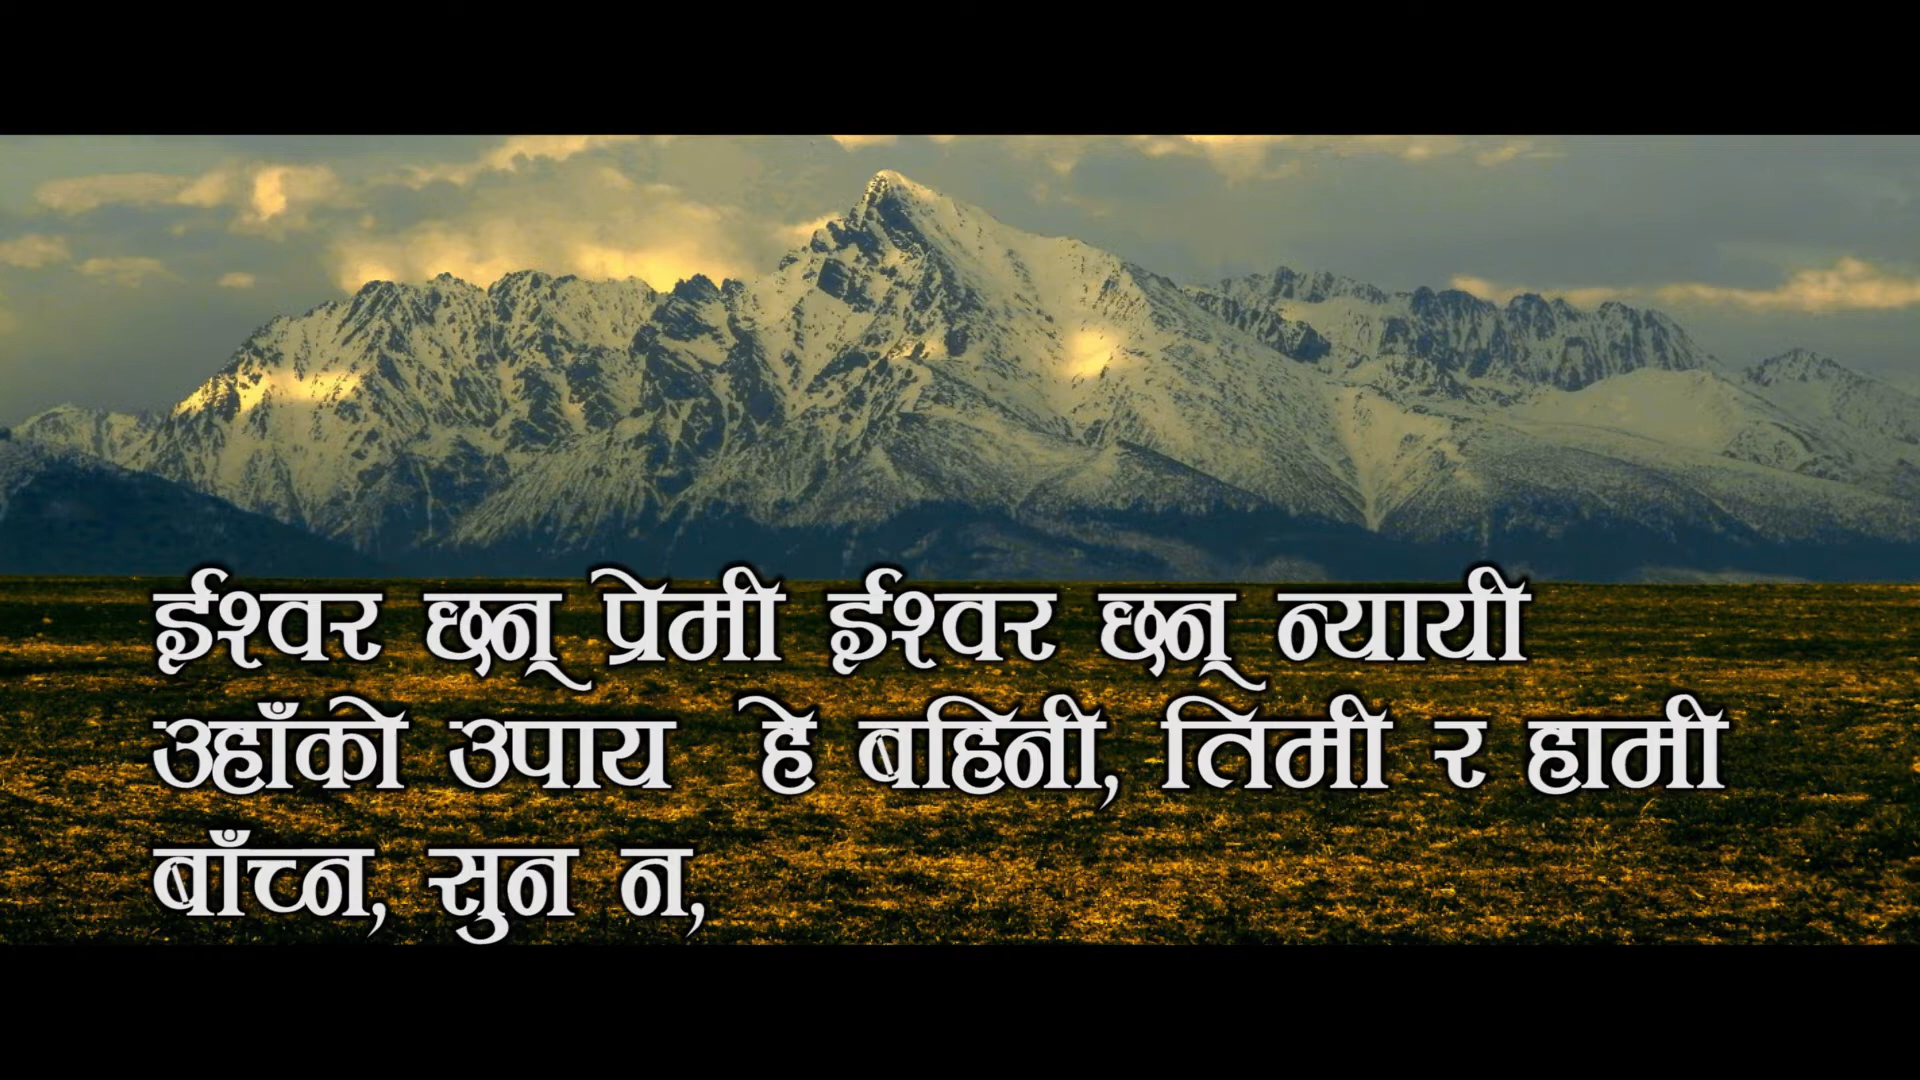 ईश्वर छन् प्रेमी ईश्वर छन् न्यायी
उहाँको उपाय  हे बहिनी, तिमी र हामी
बाँच्न, सुन न,